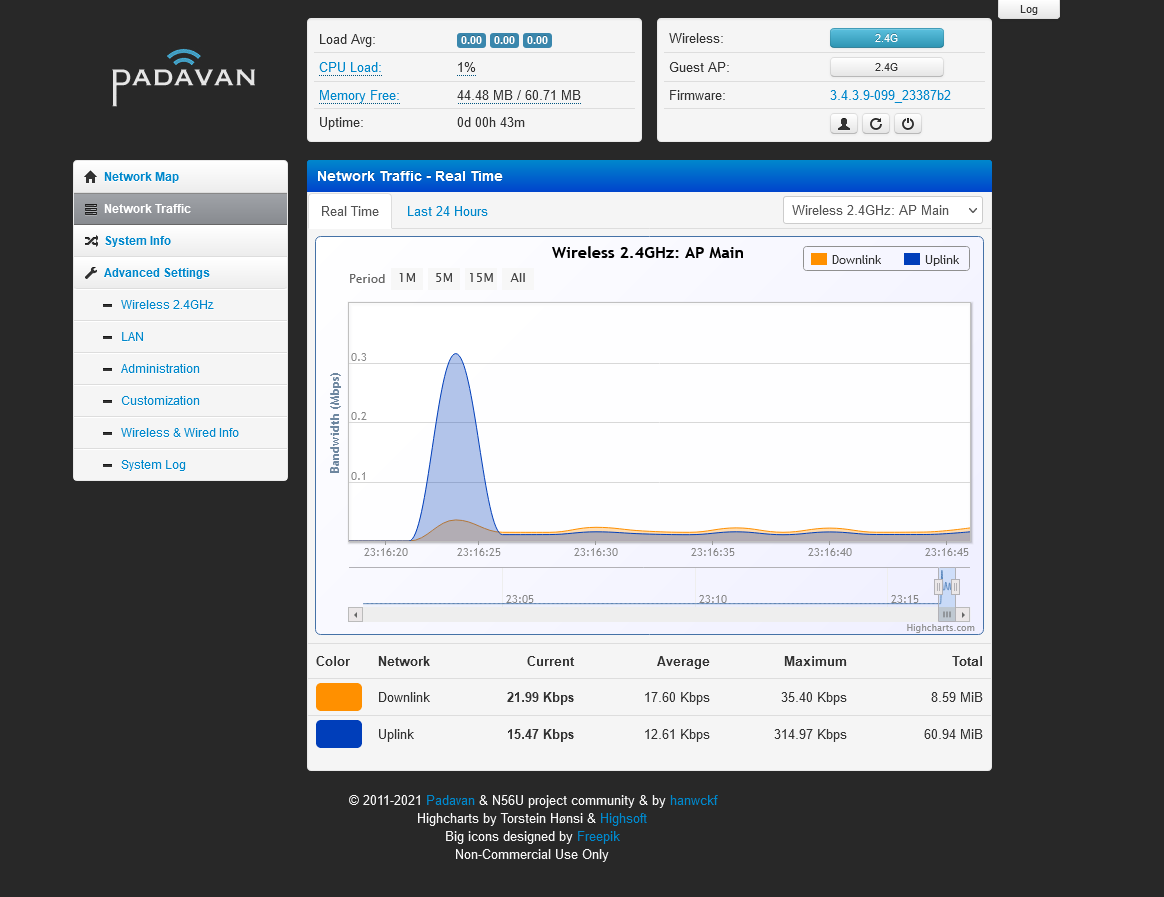 Log
PADAVAN
Load Avg: 0.00 0.00 0.00
CPU Load: 1%
Memory Free: 44.48 MB / 60.71 MB
Uptime: 0d 00h 43m
Wireless: 2.4G
Guest AP: 2.4G
Firmware: 3.4.3.9-099_23387b2
Network Map
Network Traffic
System Info
Advanced Settings
Wireless 2.4GHz
LAN
Administration
Customization
Wireless & Wired Info
System Log
Network Traffic - Real Time
Real Time Last 24 Hours Wireless 2.4GHz: AP Main
Wireless 2.4GHz: AP Main
Downlink Uplink
Period 1M 5M 15M All
Bandwidth (Mbps)
0.3
0.2
0.1
23:16:20 23:16:25 23:16:30 23:16:35 23:16:40 23:16:45
23:05 23:10 23:15
Highcharts.com
Color Network Current Average Maximum Total
Downlink 21.99 Kbps 17.60 Kbps 35.40 Kbps 8.59 MiB
Uplink 15.47 Kbps 12.61 Kbps 314.97 Kbps 60.94 MiB
© 2011-2021 Padavan & N56U project community & by hanwckf
Highcharts by Torstein Hønsi & Highsoft
Big icons designed by Freepik
Non-Commercial Use Only